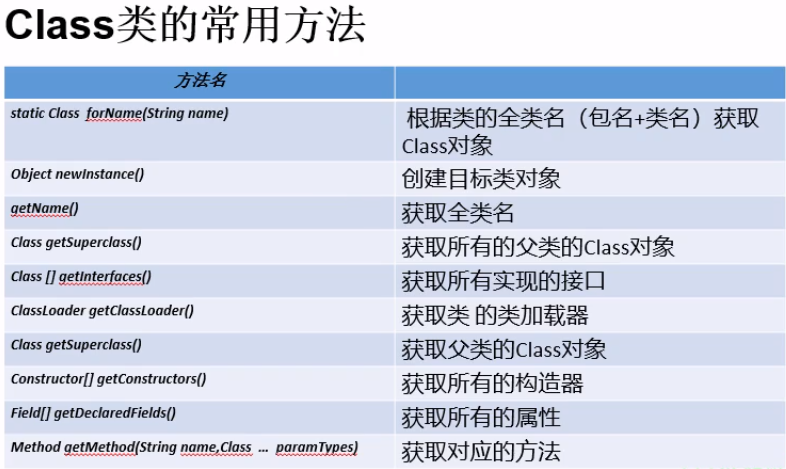 Class类的常用方法
方法名
static Class forName(String name)
根据类的全类名（包名+类名）获取
Class对象
Object newInstance()
创建目标类对象
getName()
获取全类名
Class getSuperclass()
获取所有的父类的Class对象
Class [] getInterfaces()
获取所有实现的接口
ClassLoader getClassLoader()
获取类 的类加载器
Class getSuperclass()
获取父类的Class对象
Constructor[] getConstructors()
获取所有的构造器
Field[] getDeclaredFields()
获取所有的属性
Method getMethod(String name,Class … paramTypes)
获取对应的方法